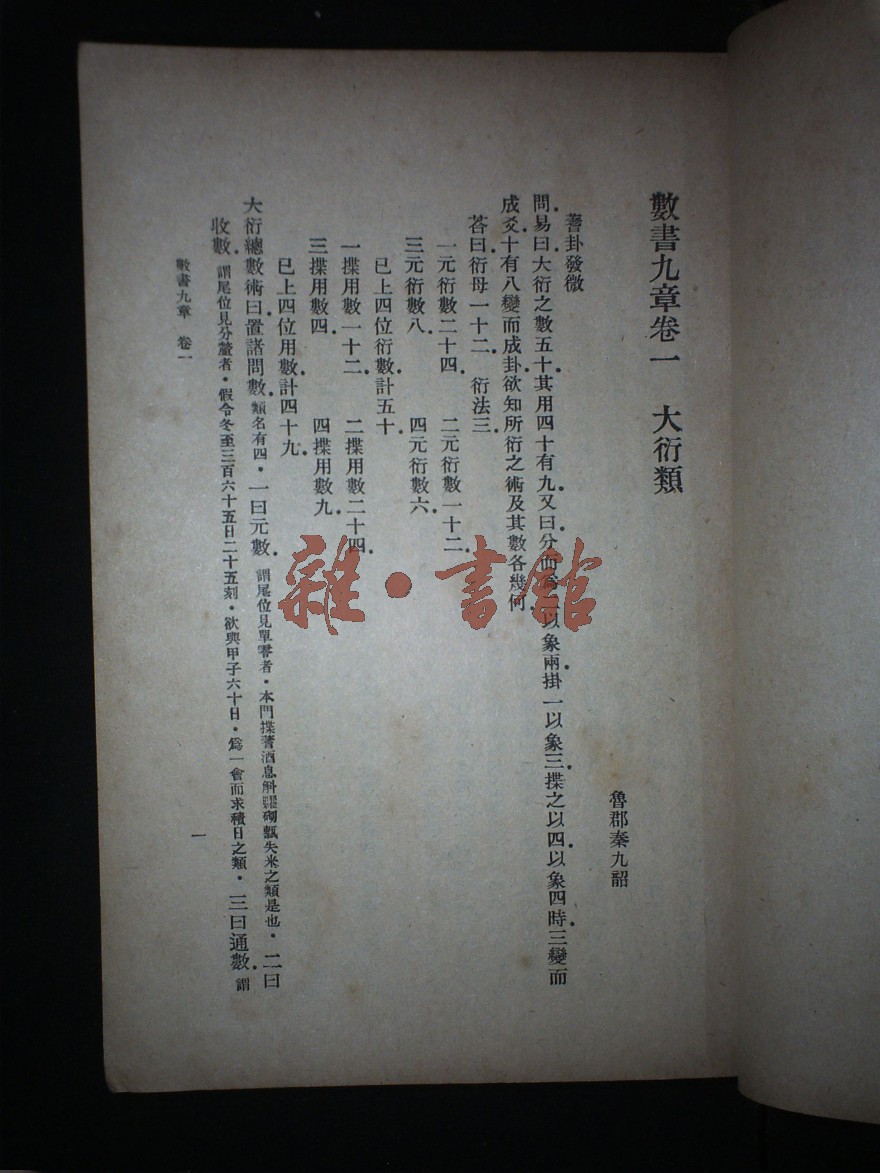 數書九章卷一　大衍類
魯郡秦九韶
蓍卦發微
問易曰大衍之數五十其用四十有九又曰分而為二以象兩掛一以象三揲之以四以象四時三變而
成爻十有八變而成卦欲知所衍之術及其數各幾何
荅曰衍母一十二　衍法三
一元衍數二十四　二元衍數一十二
三元衍數八　四元衍數六
已上四位衍數計五十
一揲用數一十二　二揲用數二十四
三揲用數四　四揲用數九
已上四位用數計四十九
大衍總數術曰置諸問數類名有四・一曰元數謂尾位見單零者・本門揲蓍酒息斛糶砌甎失米之類是也・二曰
收數謂尾位見分釐者・假令冬至三百六十五日二十五刻・欲與甲子六十日・爲一會而求積日之類・三曰通數謂
數書九章　卷一
一
雜・書館